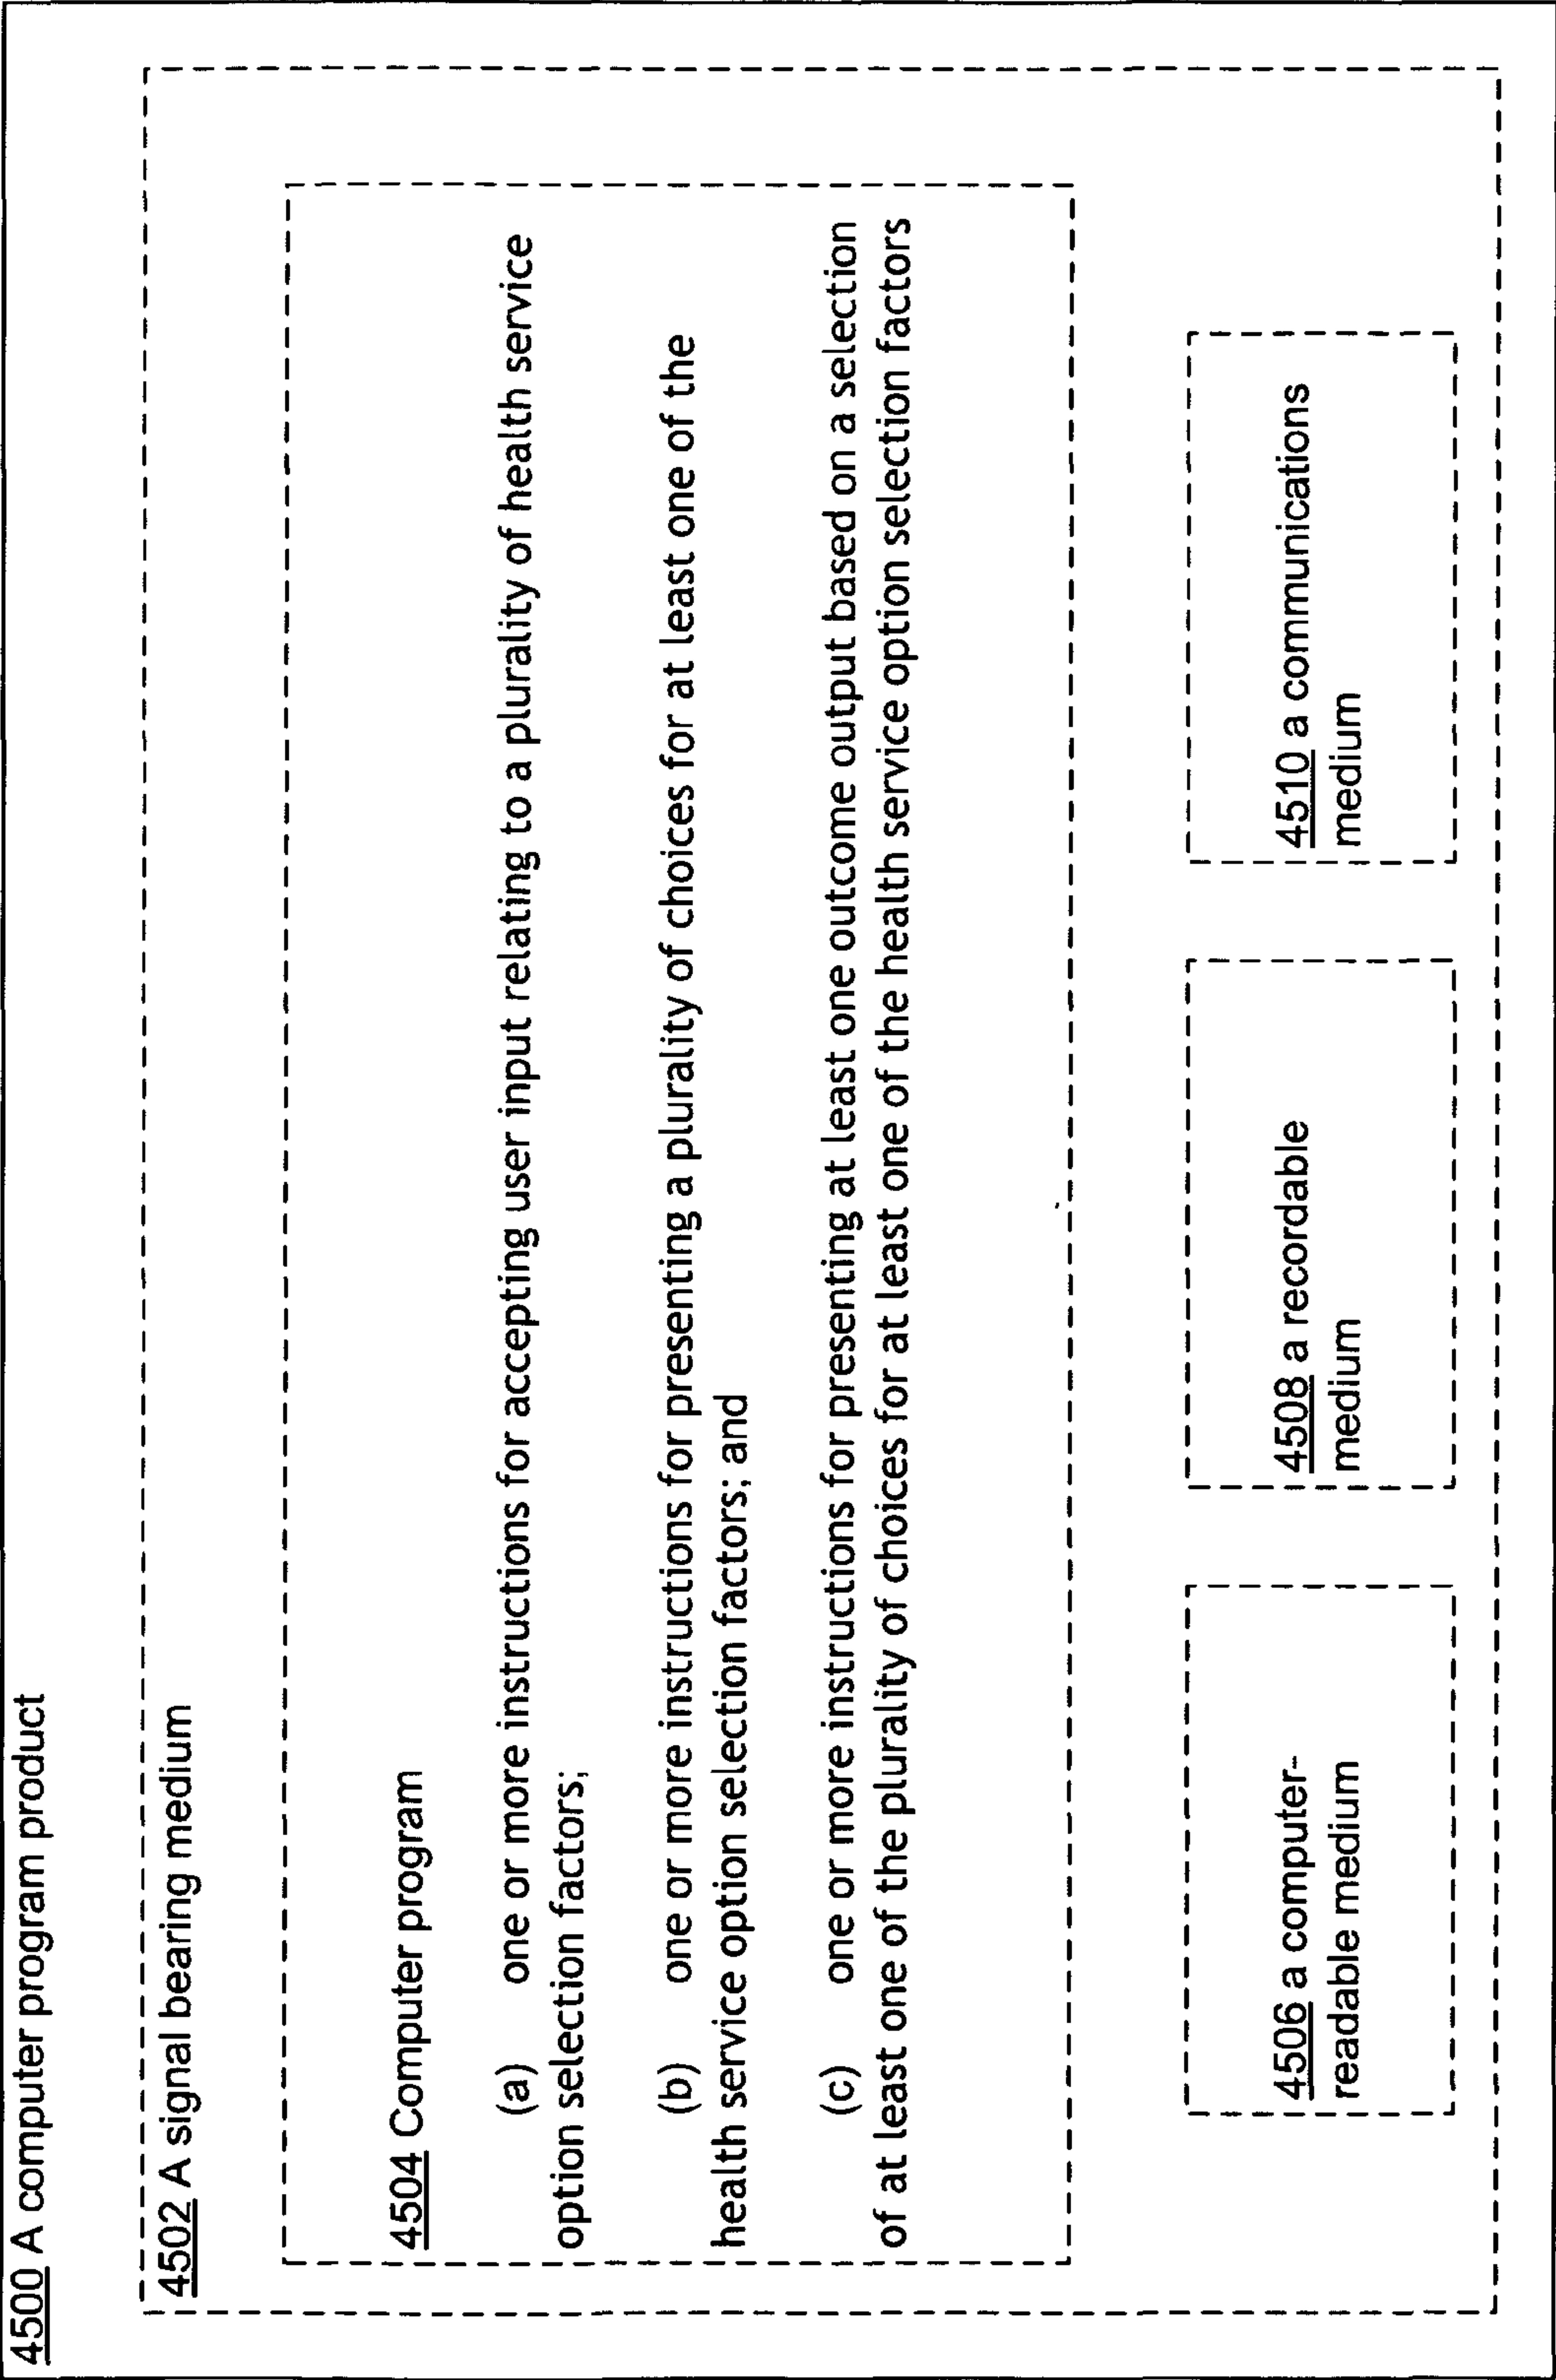 4500 A computer program product
4502 A signal bearing medium
4504 Computer program
(a) one or more instructions for accepting user input relating to a plurality of health service
option selection factors;
(b) one or more instructions for presenting a plurality of choices for at least one of the
health service option selection factors; and
(c) one or more instructions for presenting at least one outcome output based on a selection
of at least one of the plurality of choices for at least one of the health service option selection factors
4506 a computer-
readable medium
4508 a recordable
medium
4510 a communications
medium